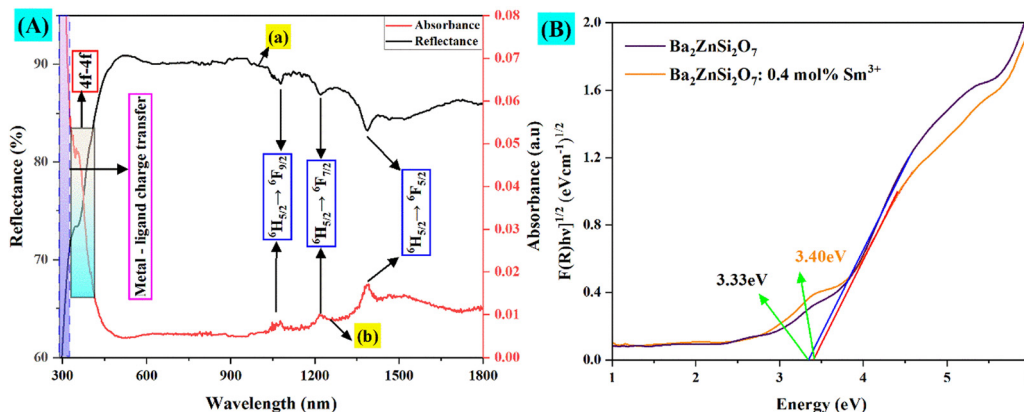 (A)
4f-4f
Metal - ligand charge transfer
(a)
Absorbance
Reflectance
⁶H₅/₂→ ⁶F₉/₂
⁶H₅/₂→ ⁶F₇/₂
⁶H₅/₂→ ⁶F₅/₂
(b)
Reflectance (%)
90
80
70
60
Absorbance (a.u)
0.08
0.07
0.06
0.05
0.04
0.03
0.02
0.01
0.00
300 600 900 1200 1500 1800
Wavelength (nm)
(B)
Ba₂ZnSi₂O₇
Ba₂ZnSi₂O₇: 0.4 mol% Sm³⁺
3.40eV
3.33eV
F(R)hν]¹/² (eVcm⁻¹)¹/²
2.0
1.6
1.2
0.8
0.4
0.0
1 2 3 4 5
Energy (eV)